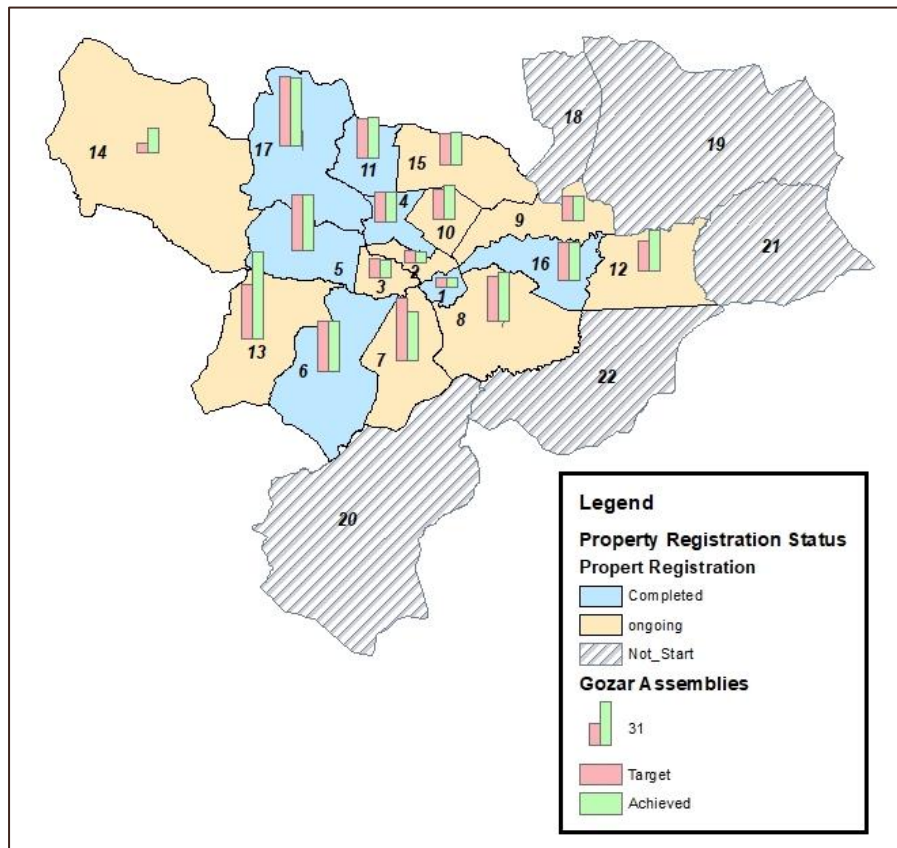 18
14
17
11
15
19
4
10
9
21
5
2
16
12
3
1
8
13
6
7
22
20
Legend
Property Registration Status
Propert Registration
Completed
ongoing
Not_Start
Gozar Assemblies
31
Target
Achieved